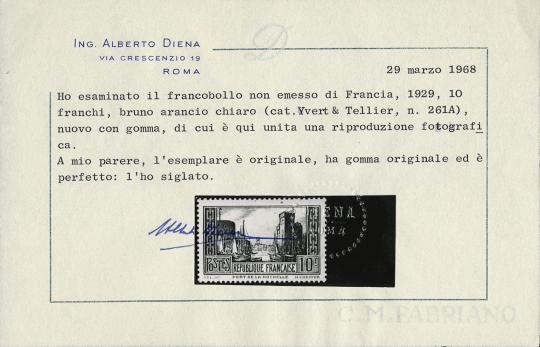 D
ING. ALBERTO DIENA
VIA CRESCENZIO 19
ROMA
29 marzo 1968
Ho esaminato il francobollo non emesso di Francia, 1929, 10
franchi, bruno arancio chiaro (cat.Yvert & Tellier, n. 261A),
nuovo con gomma, di cui è qui unita una riproduzione fotografi
ca.
A mio parere, l'esemplare è originale, ha gomma originale ed è
perfetto: l'ho siglato.
DIENA
ROMA
POSTES RÉPUBLIQUE FRANÇAISE 10F
PORT DE LA ROCHELLE
C.M.FABRIANO